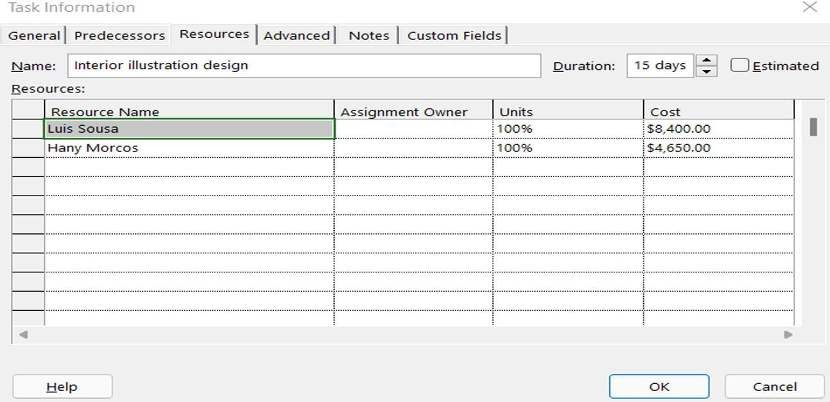 Task Information
General Predecessors Resources Advanced Notes Custom Fields
Name: Interior illustration design Duration: 15 days Estimated
Resources:
Resource Name Assignment Owner Units Cost
Luis Sousa 100% $8,400.00
Hany Morcos 100% $4,650.00
Help OK Cancel